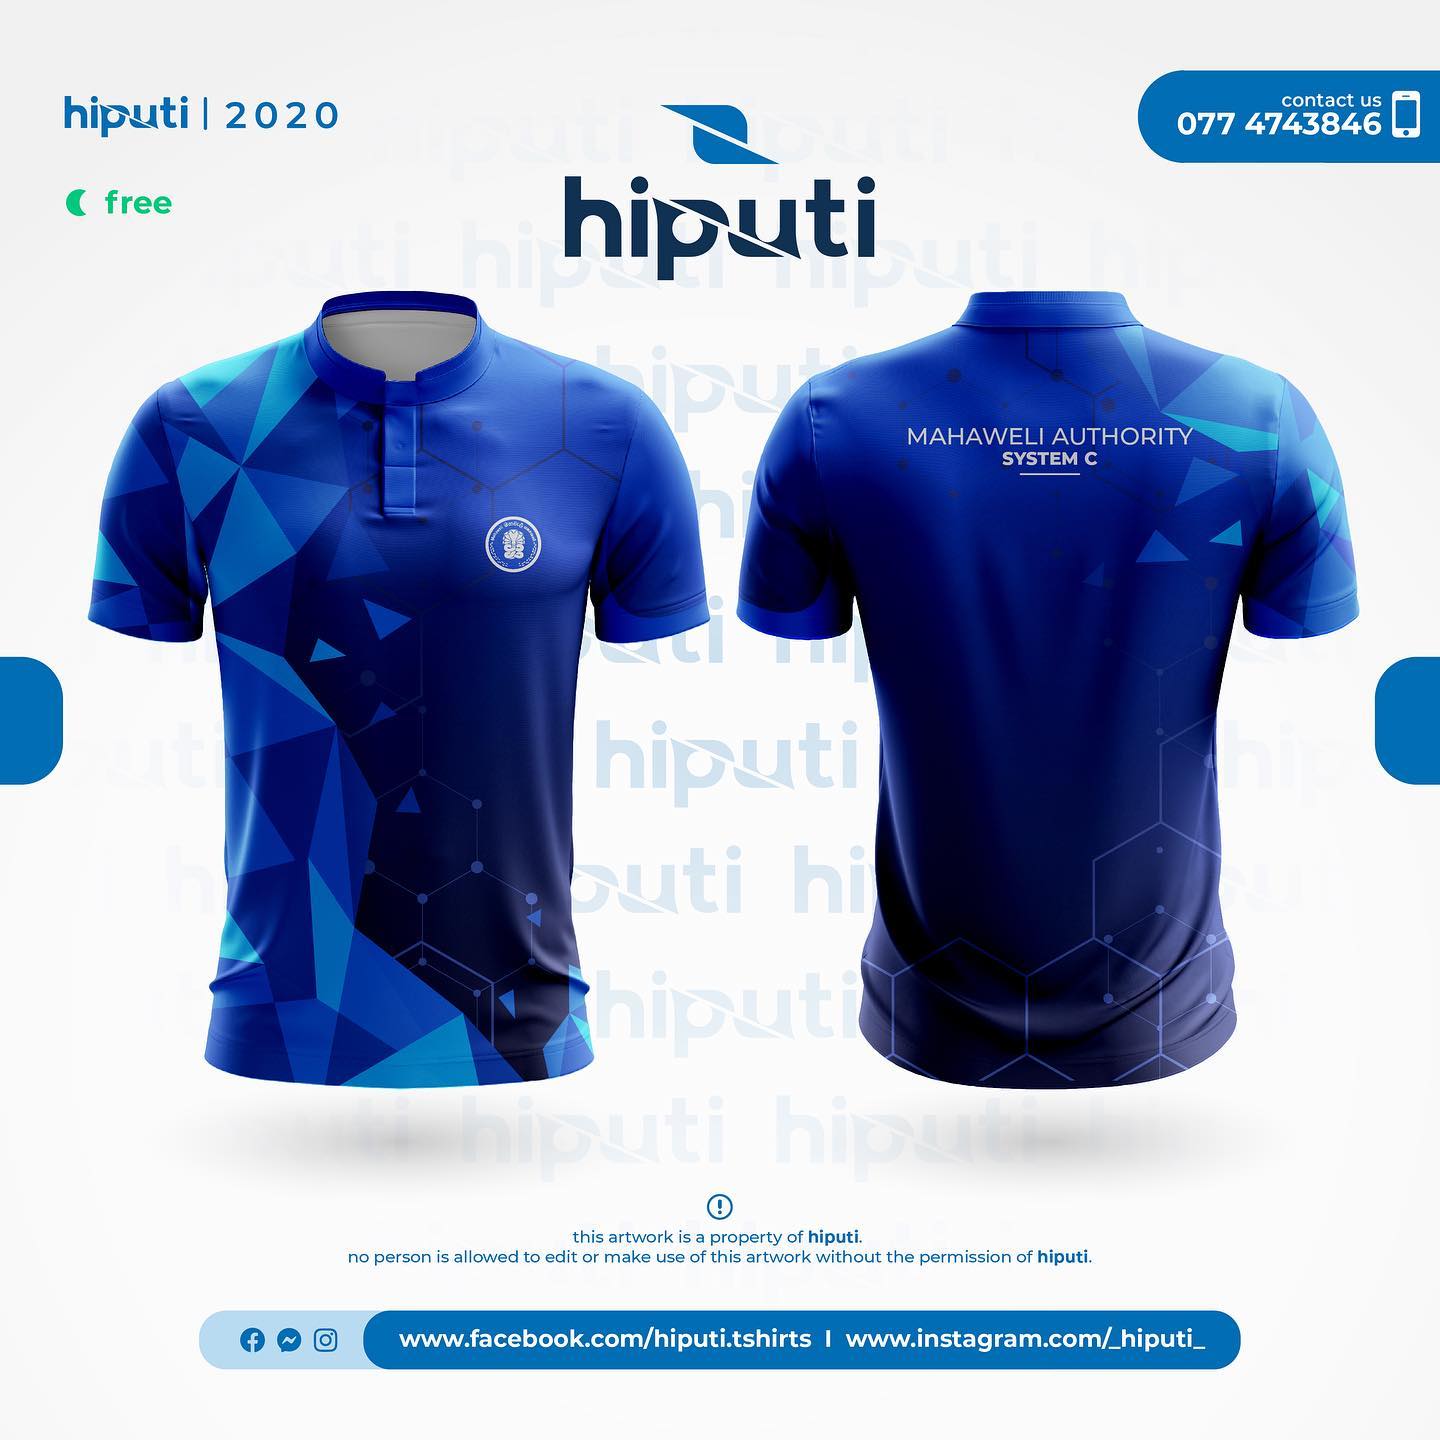 hiputi | 2020
free
contact us
077 4743846
hiputi
MAHAWELI AUTHORITY
SYSTEM C
this artwork is a property of hiputi.
no person is allowed to edit or make use of this artwork without the permission of hiputi.
www.facebook.com/hiputi.tshirts I www.instagram.com/_hiputi_